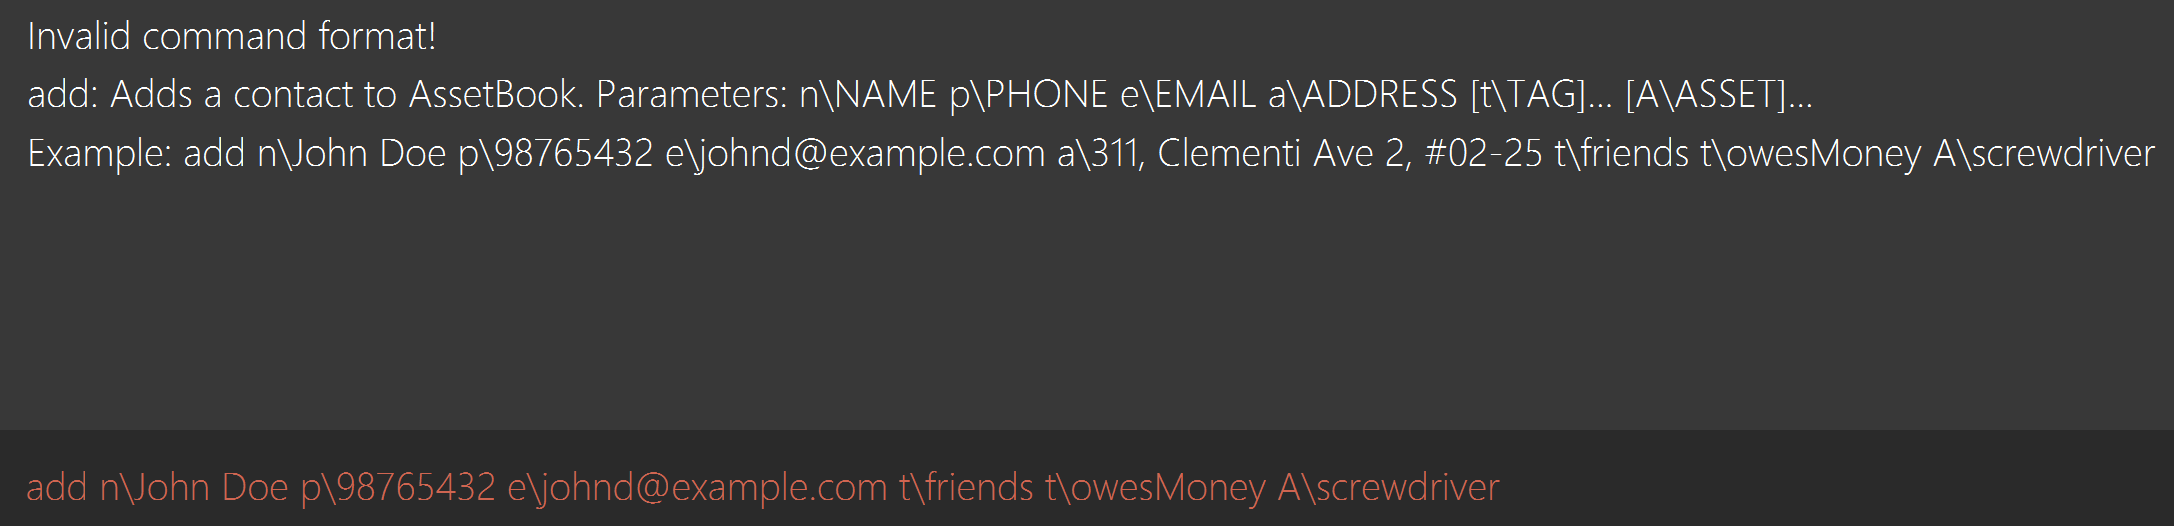 Invalid command format!
add: Adds a contact to AssetBook. Parameters: n\NAME p\PHONE e\EMAIL a\ADDRESS [t\TAG]... [A\ASSET]...
Example: add n\John Doe p\98765432 e\johnd@example.com a\311, Clementi Ave 2, #02-25 t\friends t\owesMoney A\screwdriver
add n\John Doe p\98765432 e\johnd@example.com t\friends t\owesMoney A\screwdriver